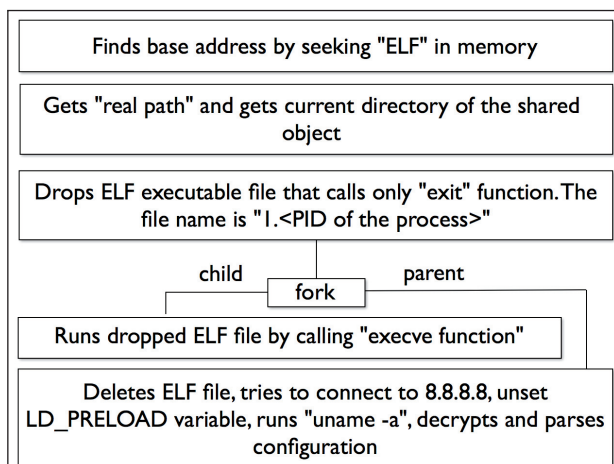 Finds base address by seeking "ELF" in memory
Gets "real path" and gets current directory of the shared
object
Drops ELF executable file that calls only "exit" function. The
file name is "1.<PID of the process>"
child
parent
fork
Runs dropped ELF file by calling "execve function"
Deletes ELF file, tries to connect to 8.8.8.8, unset
LD_PRELOAD variable, runs "uname -a", decrypts and parses
configuration